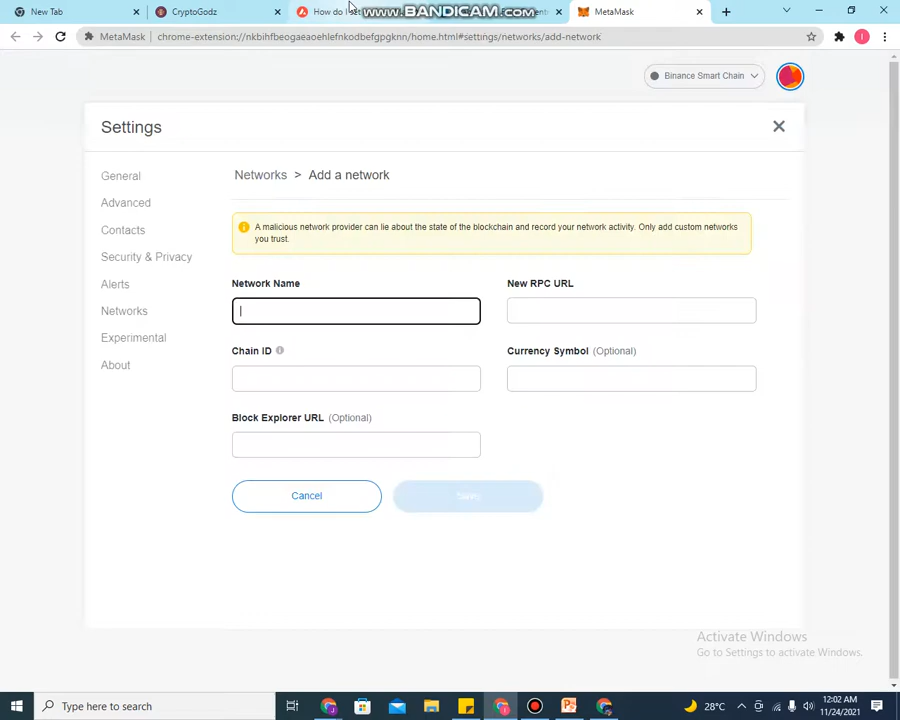 New Tab
CryptoGodz
How do I set
www.BANDICAM.com
MetaMask
MetaMask
chrome-extension://nkbihfbeogaeaoehlefnkodbefgpgknn/home.html#settings/networks/add-network
Binance Smart Chain
Settings
Networks > Add a network
General
Advanced
Contacts
Security & Privacy
Alerts
Networks
Experimental
About
A malicious network provider can lie about the state of the blockchain and record your network activity. Only add custom networks
you trust.
Network Name
New RPC URL
Chain ID
Currency Symbol (Optional)
Block Explorer URL (Optional)
Cancel
Save
Activate Windows
Go to Settings to activate Windows.
Type here to search
28°C
12:02 AM
11/24/2021